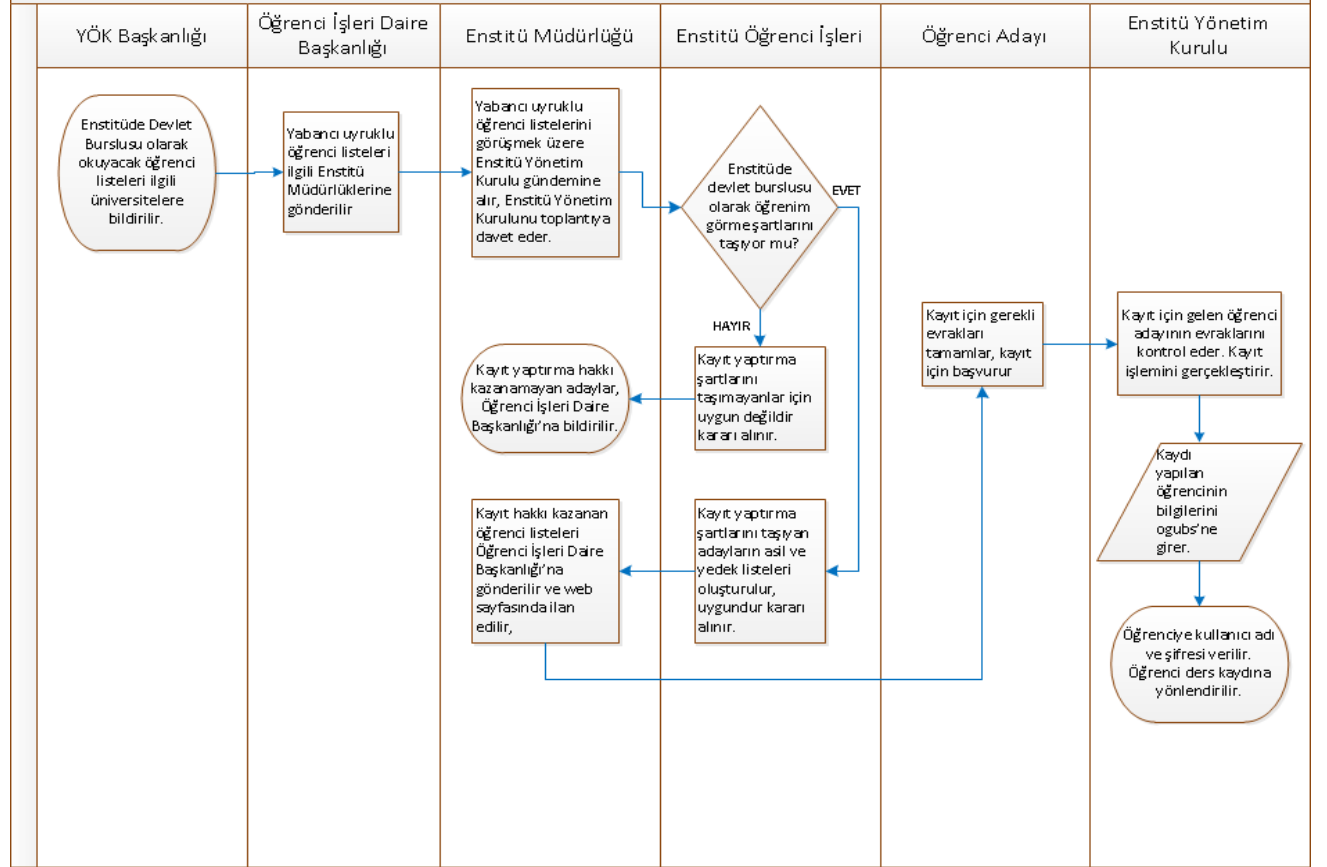 YÖK Başkanlığı
Öğrenci İşleri Daire
Başkanlığı
Enstitü Müdürlüğü
Enstitü Öğrenci İşleri
Öğrenci Adayı
Enstitü Yönetim
Kurulu
Enstitüde Devlet
Burslusu olarak
okuyacak öğrenci
listeleri ilgili
üniversitelere
bildirilir.
Yabancı uyruklu
öğrenci listeleri
ilgili Enstitü
Müdürlüklerine
gönderilir
Yabancı uyruklu
öğrenci listelerini
görüşmek üzere
Enstitü Yönetim
Kurulu gündemine
alır, Enstitü Yönetim
Kurulunu toplantıya
davet eder.
Enstitüde
devlet burslusu
olarak öğrenim
görme şartlarını
taşıyor mu?
EVET
HAYIR
Kayıt yaptırma
şartlarını
taşımayanlar için
uygun değildir
kararı alınır.
Kayıt yaptırma hakkı
kazanamayan adaylar,
Öğrenci İşleri Daire
Başkanlığı’na bildirilir.
Kayıt yaptırma
şartlarını taşıyan
adayların asil ve
yedek listeleri
oluşturulur,
uygundur kararı
alınır.
Kayıt hakkı kazanan
öğrenci listeleri
Öğrenci İşleri Daire
Başkanlığı’na
gönderilir ve web
sayfasında ilan
edilir,
Kayıt için gerekli
evrakları
tamamlar, kayıt
için başvurur
Kayıt için gelen öğrenci
adayının evraklarını
kontrol eder. Kayıt
işlemini gerçekleştirir.
Kaydı
yapılan
öğrencinin
bilgilerini
ogubs’ne
girer.
Öğrenciye kullanıcı adı
ve şifresi verilir.
Öğrenci ders kaydına
yönlendirilir.